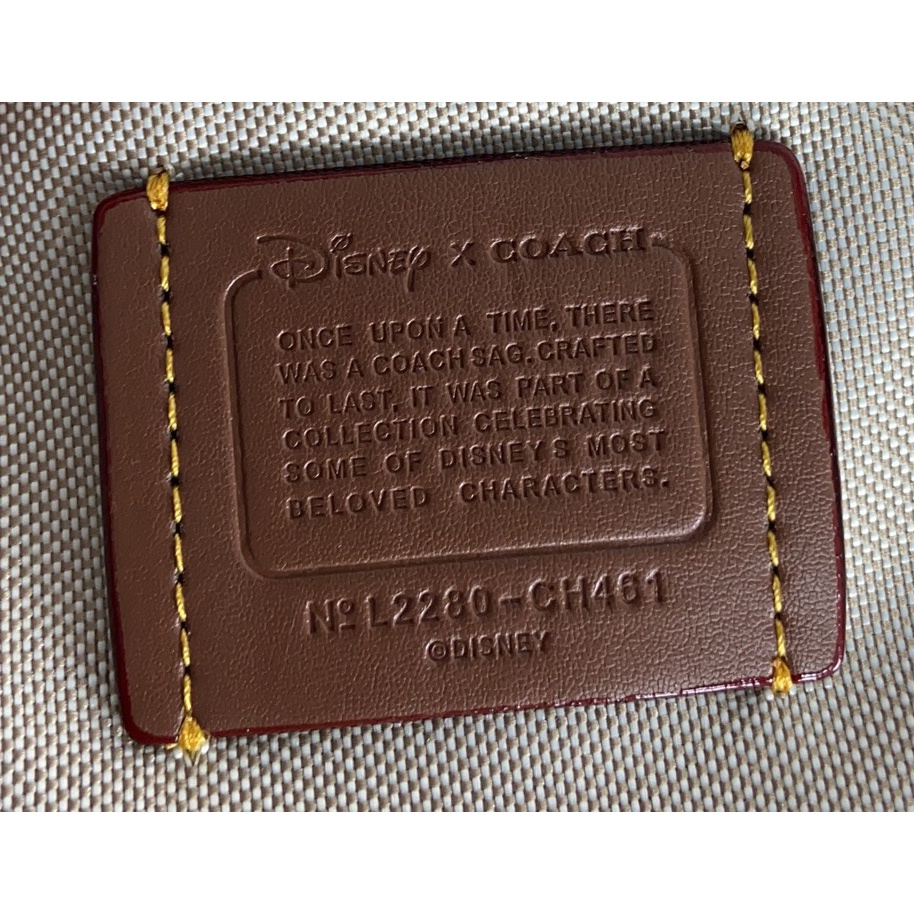 Disney X COACH
ONCE UPON A TIME, THERE
WAS A COACH SAG. CRAFTED
TO LAST, IT WAS PART OF A
COLLECTION CELEBRATING
SOME OF DISNEY'S MOST
BELOVED CHARACTERS.
Nº L2280-CH461
©DISNEY